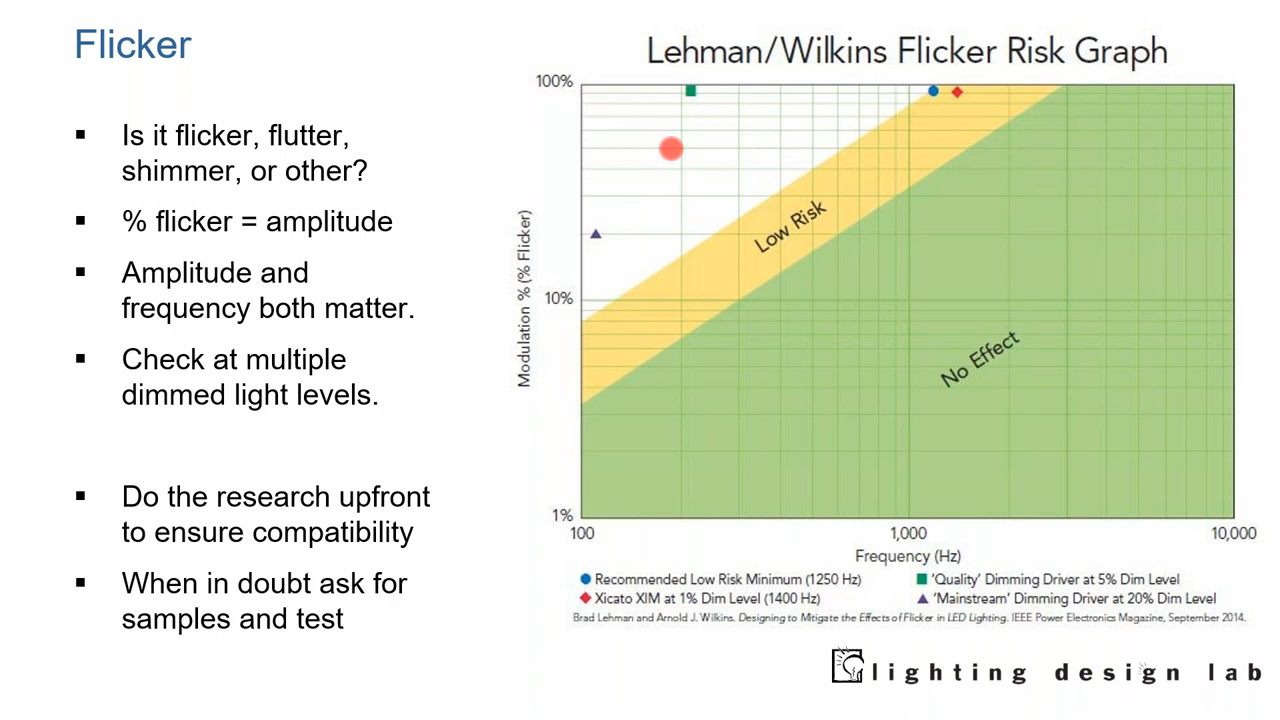 Flicker
▪ Is it flicker, flutter,
shimmer, or other?
▪ % flicker = amplitude
▪ Amplitude and
frequency both matter.
▪ Check at multiple
dimmed light levels.
▪ Do the research upfront
to ensure compatibility
▪ When in doubt ask for
samples and test
Lehman/Wilkins Flicker Risk Graph
100%
10%
1%
Modulation % (% Flicker)
Low Risk
No Effect
100 1,000 10,000
Frequency (Hz)
Recommended Low Risk Minimum (1250 Hz)
'Quality' Dimming Driver at 5% Dim Level
Xicato XIM at 1% Dim Level (1400 Hz)
'Mainstream' Dimming Driver at 20% Dim Level
Brad Lehman and Arnold J. Wilkins. Designing to Mitigate the Effects of Flicker in LED Lighting. IEEE Power Electronics Magazine, September 2014.
lighting design lab